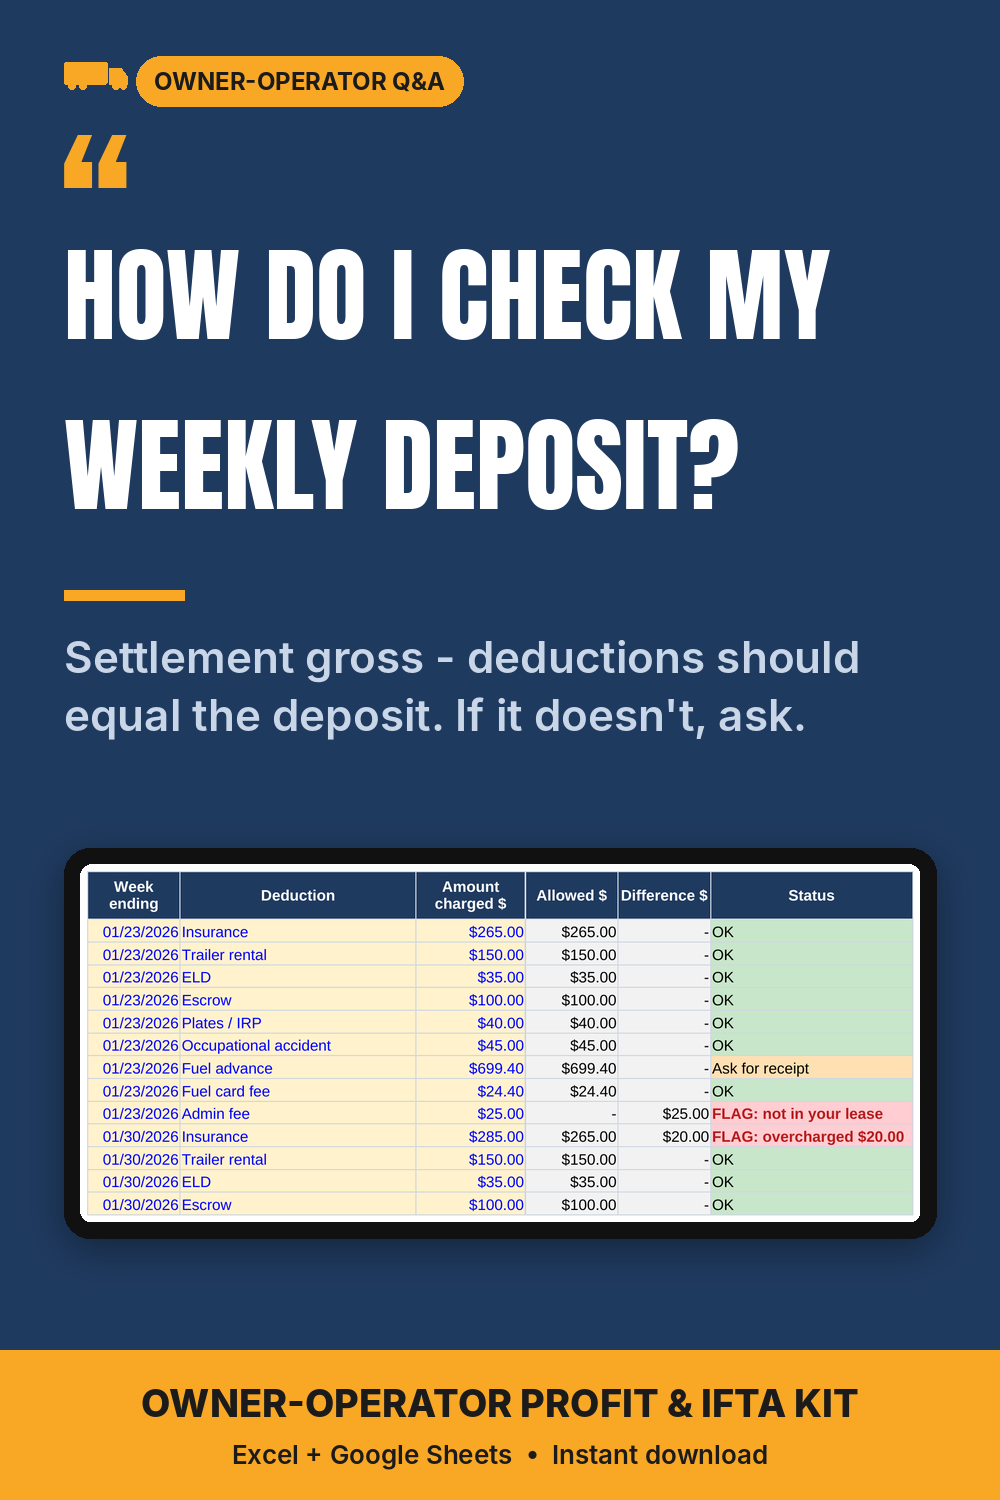 OWNER-OPERATOR Q&A
“
HOW DO I CHECK MY
WEEKLY DEPOSIT?
Settlement gross - deductions should
equal the deposit. If it doesn't, ask.
Week ending Deduction Amount charged $ Allowed $ Difference $ Status
01/23/2026 Insurance $265.00 $265.00 - OK
01/23/2026 Trailer rental $150.00 $150.00 - OK
01/23/2026 ELD $35.00 $35.00 - OK
01/23/2026 Escrow $100.00 $100.00 - OK
01/23/2026 Plates / IRP $40.00 $40.00 - OK
01/23/2026 Occupational accident $45.00 $45.00 - OK
01/23/2026 Fuel advance $699.40 $699.40 - Ask for receipt
01/23/2026 Fuel card fee $24.40 $24.40 - OK
01/23/2026 Admin fee $25.00 - $25.00 FLAG: not in your lease
01/30/2026 Insurance $285.00 $265.00 $20.00 FLAG: overcharged $20.00
01/30/2026 Trailer rental $150.00 $150.00 - OK
01/30/2026 ELD $35.00 $35.00 - OK
01/30/2026 Escrow $100.00 $100.00 - OK
OWNER-OPERATOR PROFIT & IFTA KIT
Excel + Google Sheets • Instant download